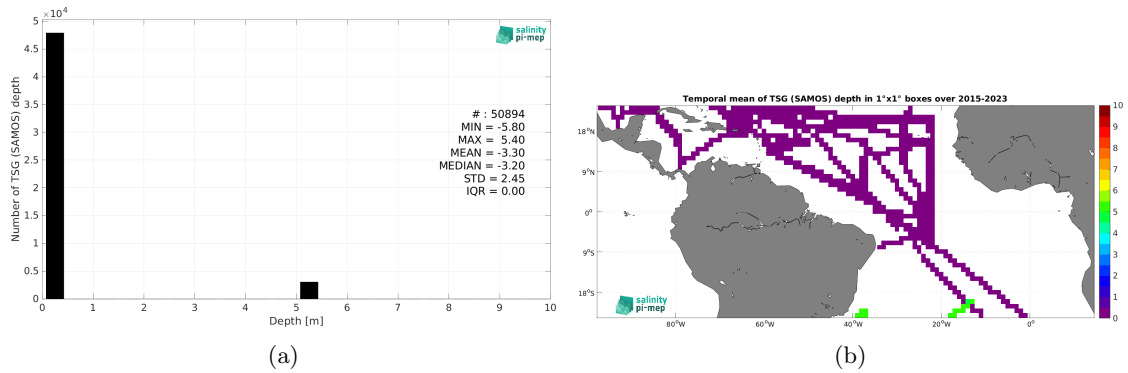 ×10⁴
5
4.5
4
3.5
3
2.5
2
1.5
1
0.5
0
Number of TSG (SAMOS) depth
salinity
pi-mep
# : 50894
MIN = -5.80
MAX = 5.40
MEAN = -3.30
MEDIAN = -3.20
STD = 2.45
IQR = 0.00
0 1 2 3 4 5 6 7 8 9 10
Depth [m]
(a)
Temporal mean of TSG (SAMOS) depth in 1°x1° boxes over 2015-2023
18°N
9°N
0°
9°S
18°S
salinity
pi-mep
80°W 60°W 40°W 20°W 0°
10
9
8
7
6
5
4
3
2
1
0
(b)